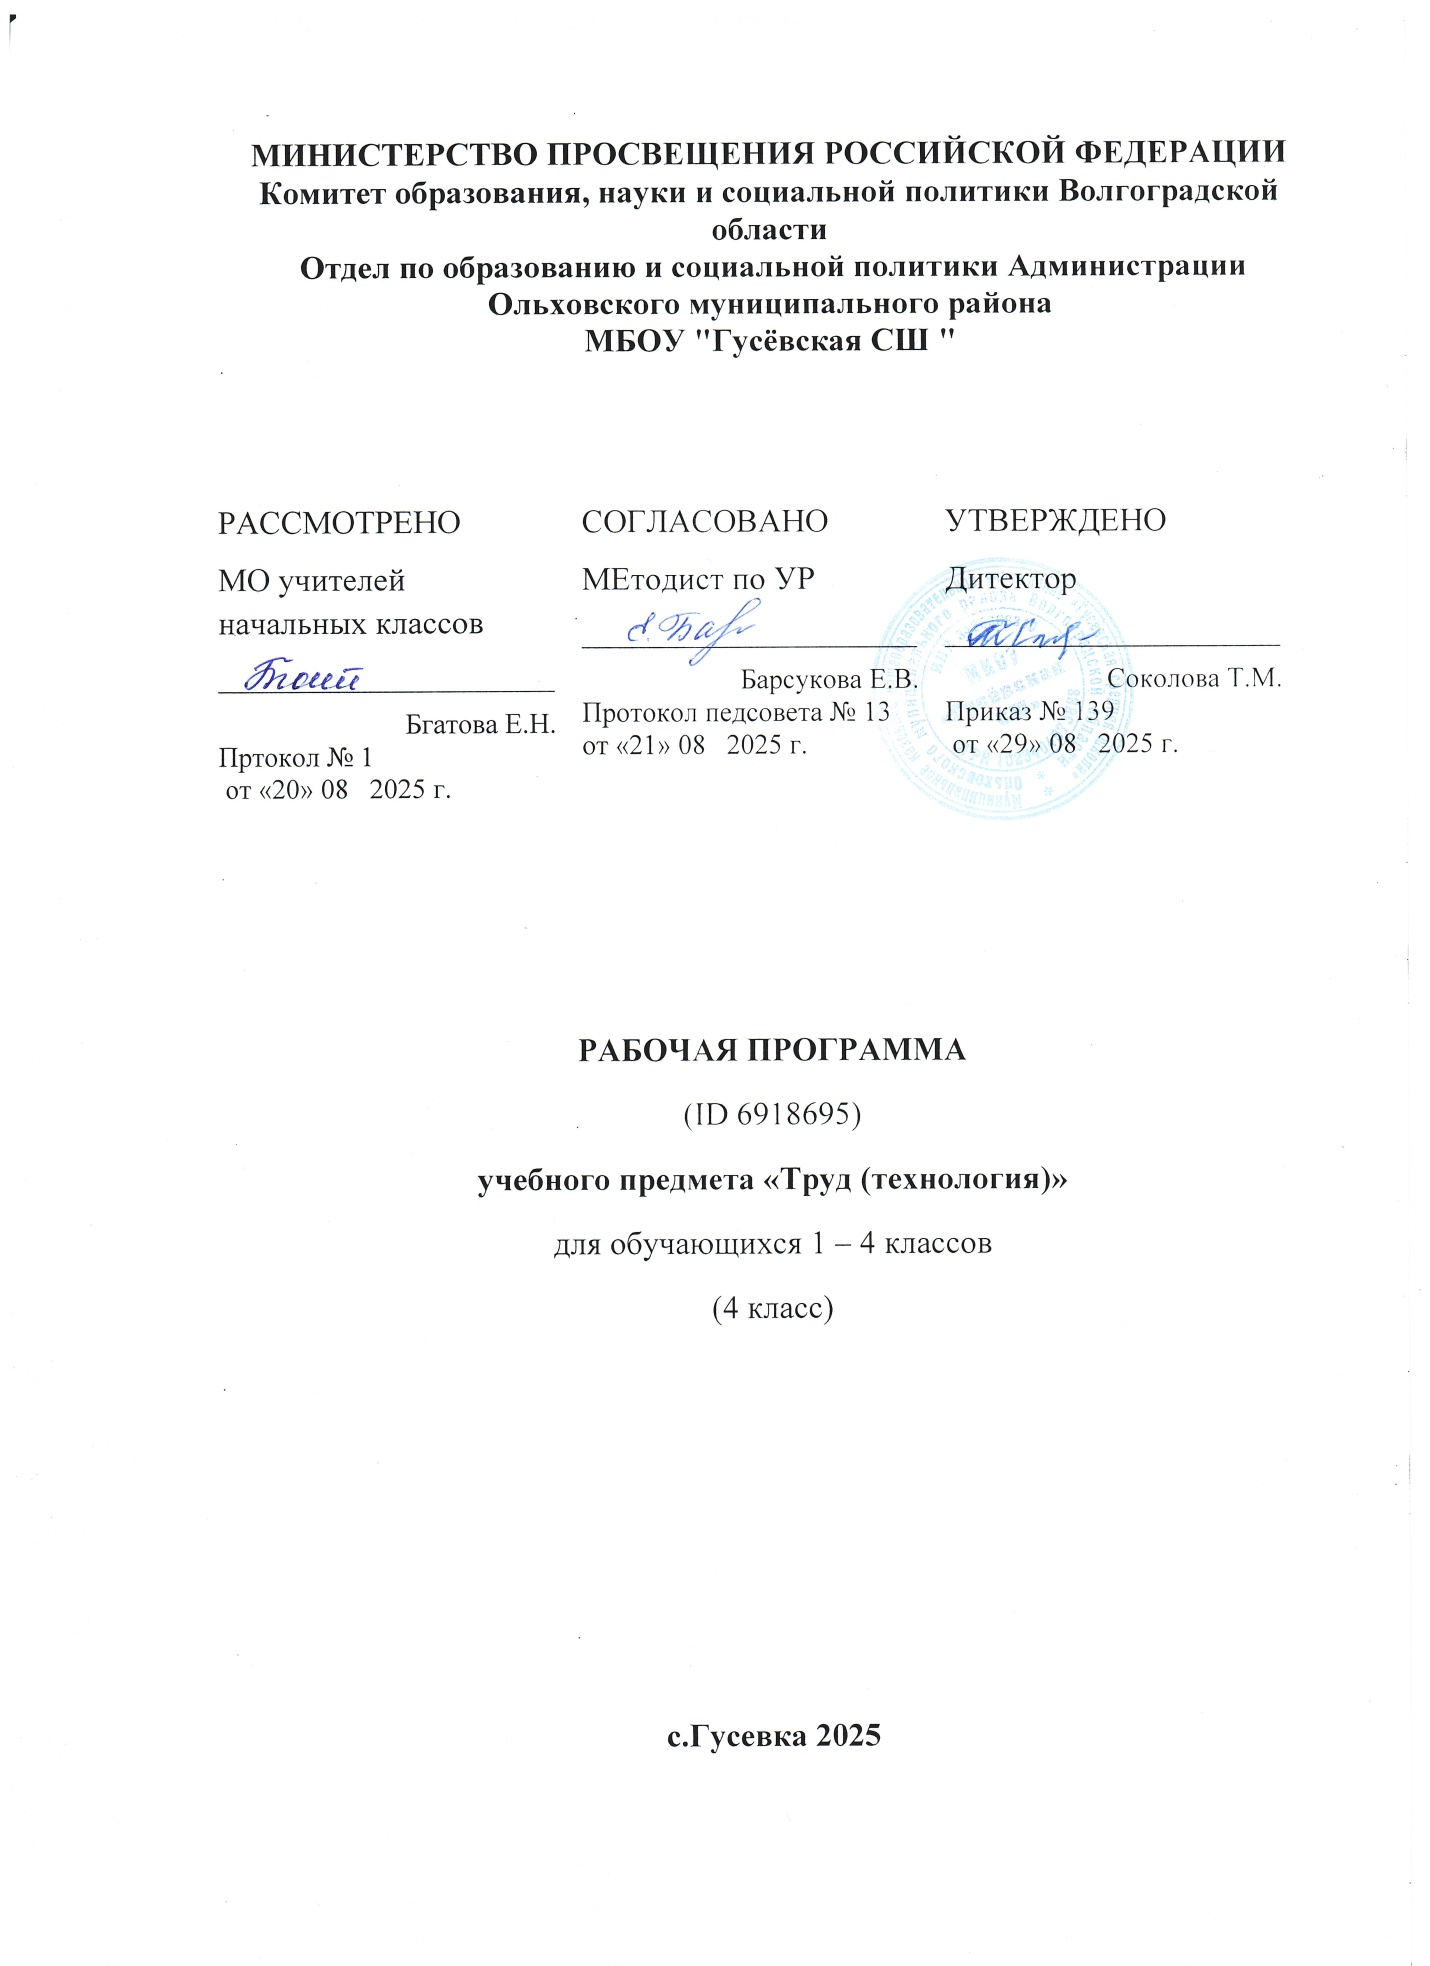 МИНИСТЕРСТВО ПРОСВЕЩЕНИЯ РОССИЙСКОЙ ФЕДЕРАЦИИ
Комитет образования, науки и социальной политики Волгоградской
области
Отдел по образованию и социальной политики Администрации
Ольховского муниципального района
МБОУ "Гусёвская СШ "
РАССМОТРЕНО
МО учителей
начальных классов
Бгатова Е.Н.
Пртокол № 1
от «20» 08 2025 г.
СОГЛАСОВАНО
МЕтодист по УР
Барсукова Е.В.
Протокол педсовета № 13
от «21» 08 2025 г.
УТВЕРЖДЕНО
Дитектор
Соколова Т.М.
Приказ № 139
от «29» 08 2025 г.
РАБОЧАЯ ПРОГРАММА
(ID 6918695)
учебного предмета «Труд (технология)»
для обучающихся 1 – 4 классов
(4 класс)
с.Гусевка 2025